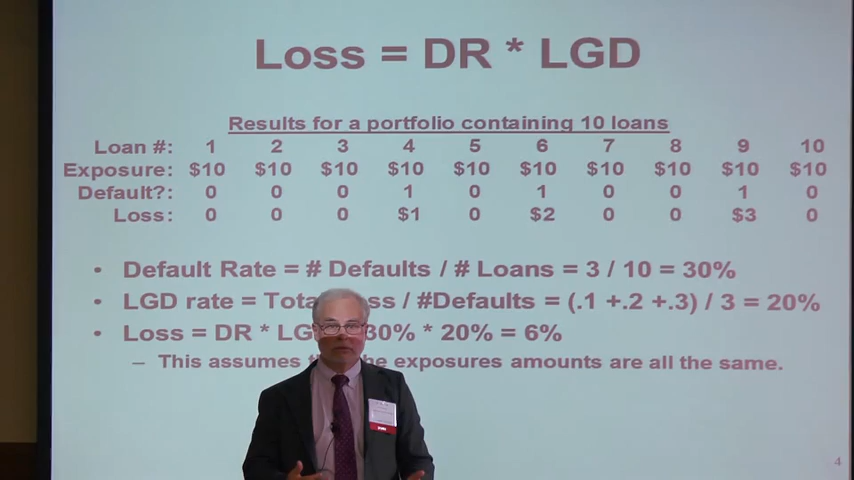 Loss = DR * LGD
Results for a portfolio containing 10 loans
Loan #: 1 2 3 4 5 6 7 8 9 10
Exposure: $10 $10 $10 $10 $10 $10 $10 $10 $10 $10
Default?: 0 0 0 1 0 1 0 0 1 0
Loss: 0 0 0 $1 0 $2 0 0 $3 0
• Default Rate = # Defaults / # Loans = 3 / 10 = 30%
• LGD rate = Tota ss / #Defaults = (.1 +.2 +.3) / 3 = 20%
• Loss = DR * LG 30% * 20% = 6%
– This assumes exposures amounts are all the same.
4